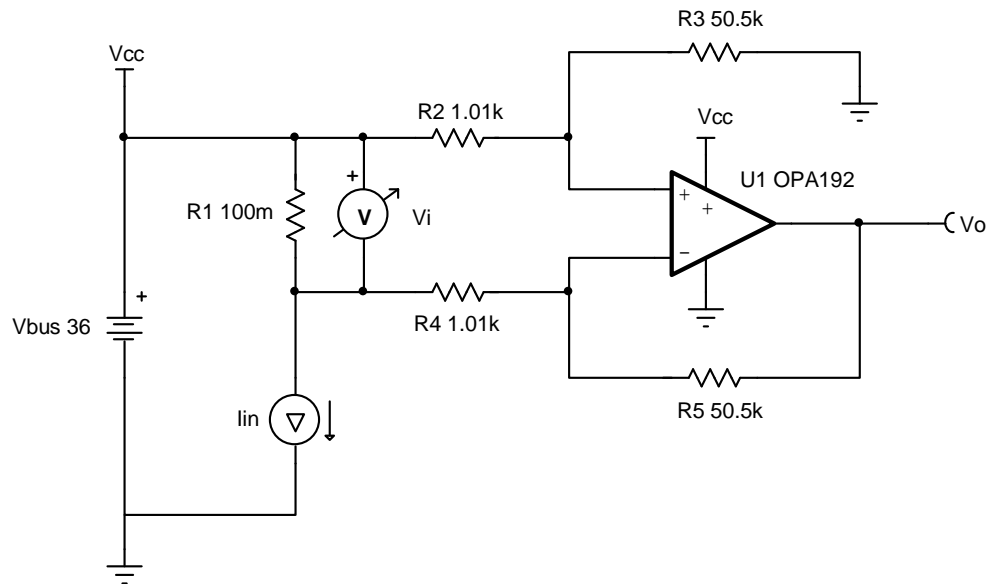 R3 50.5k
Vcc
R2 1.01k
Vcc
U1 OPA192
+
R1 100m
V
Vi
+
+
Vo
-
+
R4 1.01k
Vbus 36
R5 50.5k
Iin